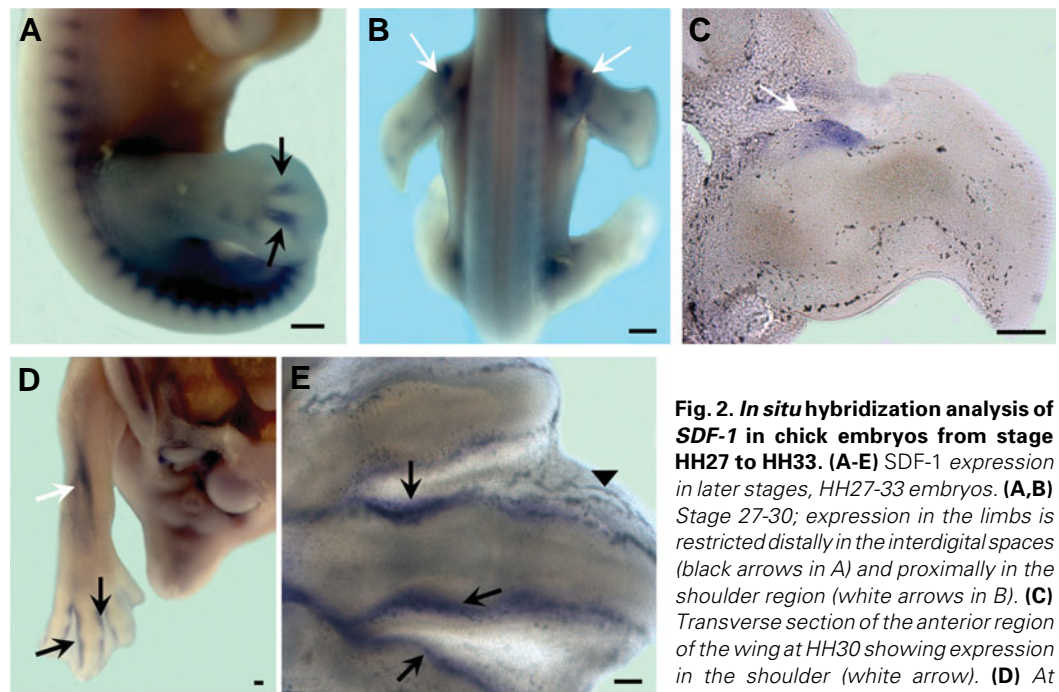 A
B
C
D
E
Fig. 2. In situ hybridization analysis of
SDF-1 in chick embryos from stage
HH27 to HH33. (A-E) SDF-1 expression
in later stages, HH27-33 embryos. (A,B)
Stage 27-30; expression in the limbs is
restricted distally in the interdigital spaces
(black arrows in A) and proximally in the
shoulder region (white arrows in B). (C)
Transverse section of the anterior region
of the wing at HH30 showing expression
in the shoulder (white arrow). (D) At